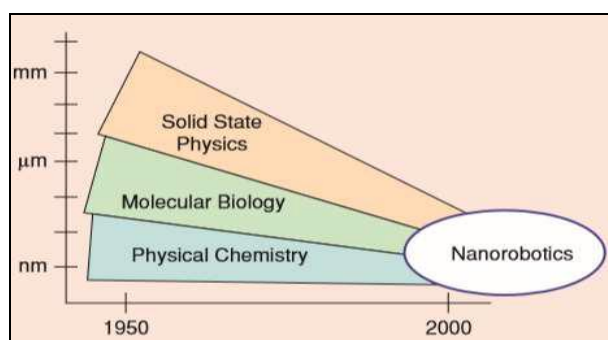 mm
Solid State
Physics
μm
Molecular Biology
Physical Chemistry
Nanorobotics
nm
1950
2000